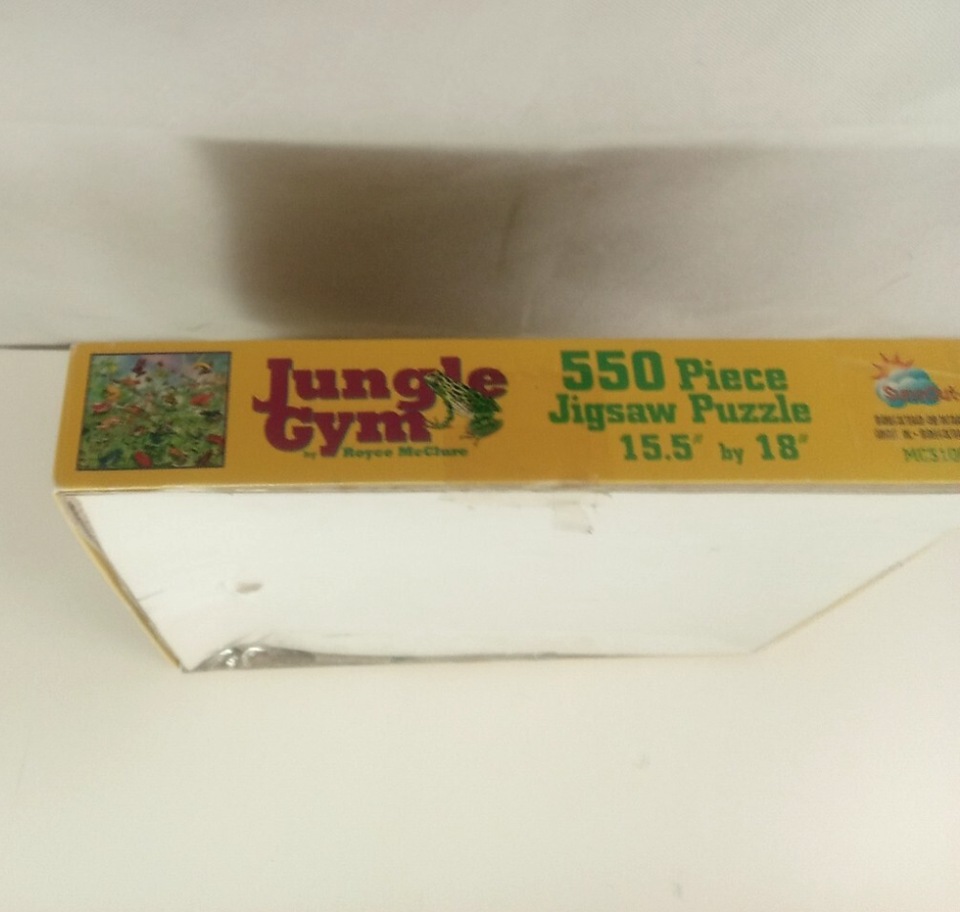 Jungle
Gym
by Royce McClure
550 Piece
Jigsaw Puzzle
15.5" by 18"